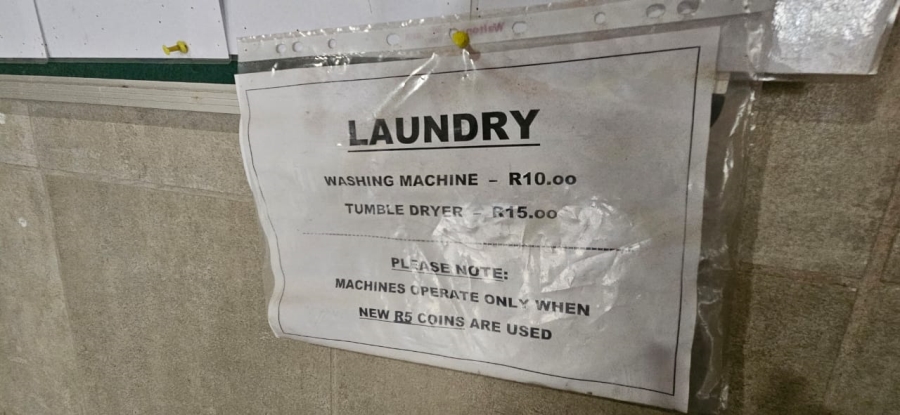 LAUNDRY
WASHING MACHINE – R10.oo
TUMBLE DRYER – R15.oo
PLEASE NOTE:
MACHINES OPERATE ONLY WHEN
NEW R5 COINS ARE USED